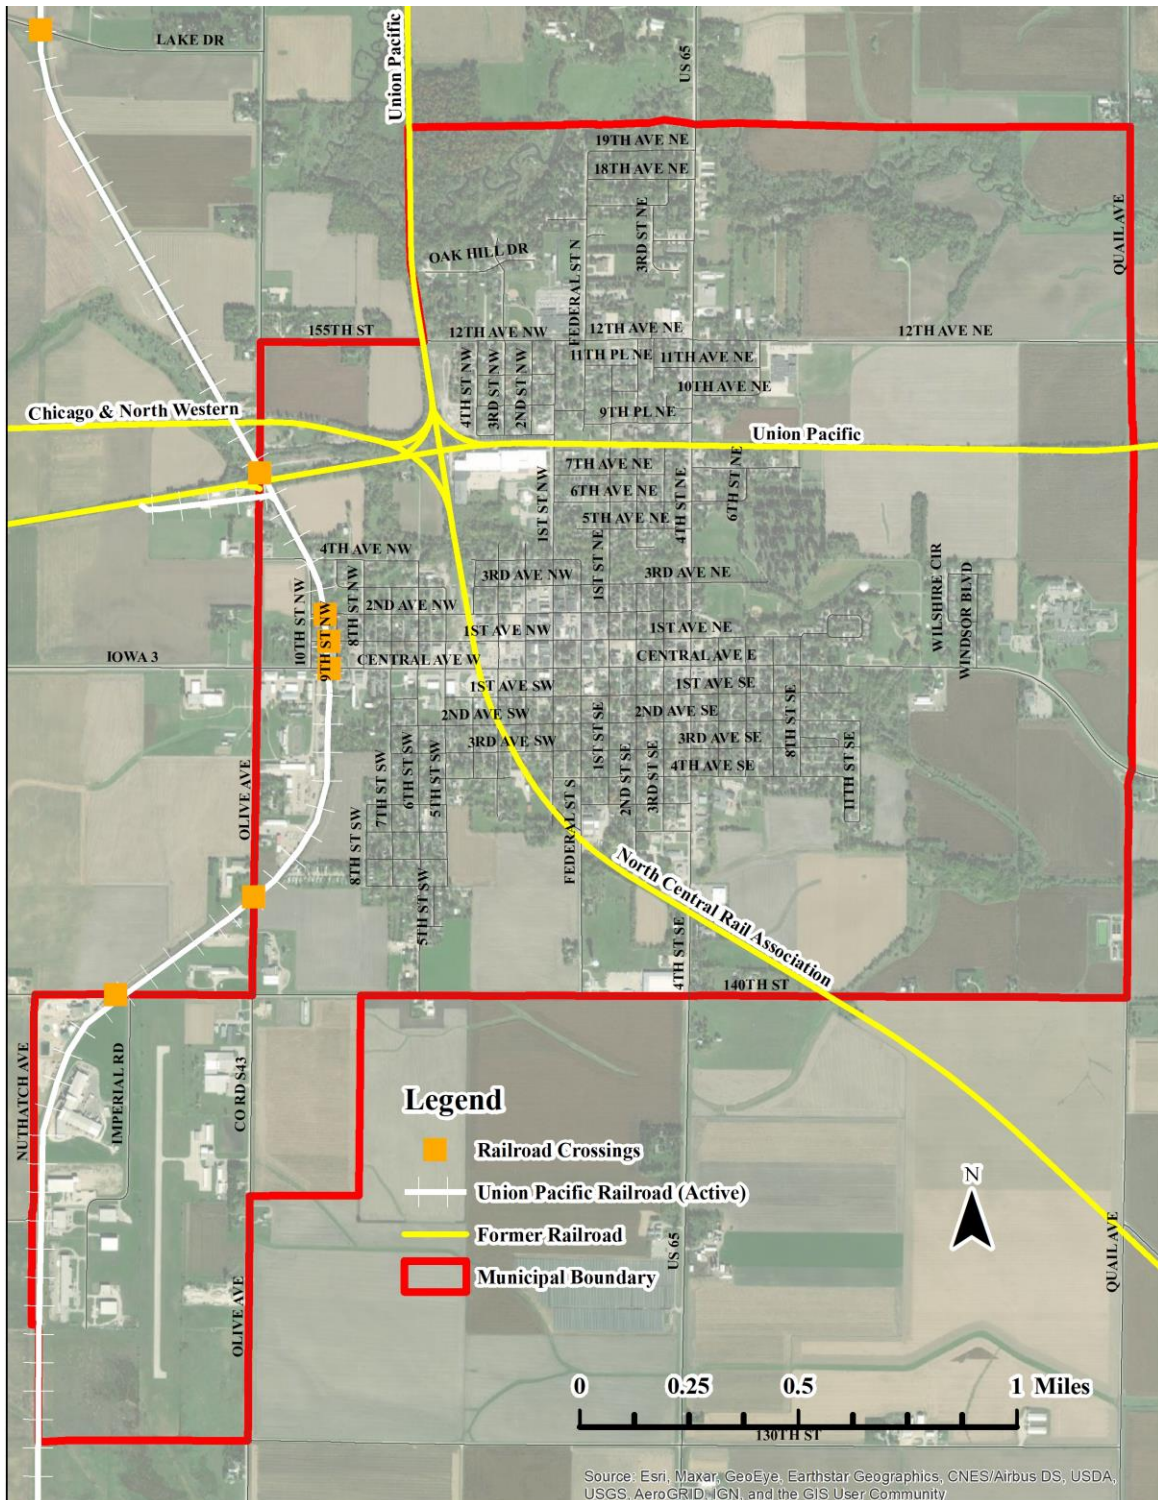 LAKE DR
Union Pacific
US 65
19TH AVE NE
18TH AVE NE
3RD ST NE
QUAIL AVE
OAK HILL DR
FEDERAL ST N
155TH ST
12TH AVE NW
12TH AVE NE
12TH AVE NE
11TH PL NE
11TH AVE NE
4TH ST NW
3RD ST NW
2ND ST NW
10TH AVE NE
9TH PL NE
Chicago & North Western
Union Pacific
7TH AVE NE
6TH AVE NE
5TH AVE NE
1ST ST NW
4TH ST NE
6TH ST NE
4TH AVE NW
3RD AVE NW
1ST ST NE
3RD AVE NE
10TH ST NW
9TH ST NW
8TH ST NW
2ND AVE NW
1ST AVE NW
1ST AVE NE
WILSHIRE CIR
WINDSOR BLVD
IOWA 3
CENTRAL AVE W
CENTRAL AVE E
1ST AVE SW
1ST AVE SE
2ND AVE SW
2ND AVE SE
3RD AVE SW
3RD AVE SE
4TH AVE SE
1ST ST SE
2ND ST SE
3RD ST SE
8TH ST SE
11TH ST SE
OLIVE AVE
8TH ST SW
7TH ST SW
6TH ST SW
5TH ST SW
5TH ST SW
FEDERAL ST S
North Central Rail Association
4TH ST SE
140TH ST
NUTHATCH AVE
IMPERIAL RD
CO RD S43
OLIVE AVE
Legend
Railroad Crossings
Union Pacific Railroad (Active)
Former Railroad
Municipal Boundary
N
US 65
QUAIL AVE
0 0.25 0.5 1 Miles
130TH ST
Source: Esri, Maxar, GeoEye, Earthstar Geographics, CNES/Airbus DS, USDA,
USGS, AeroGRID, IGN, and the GIS User Community